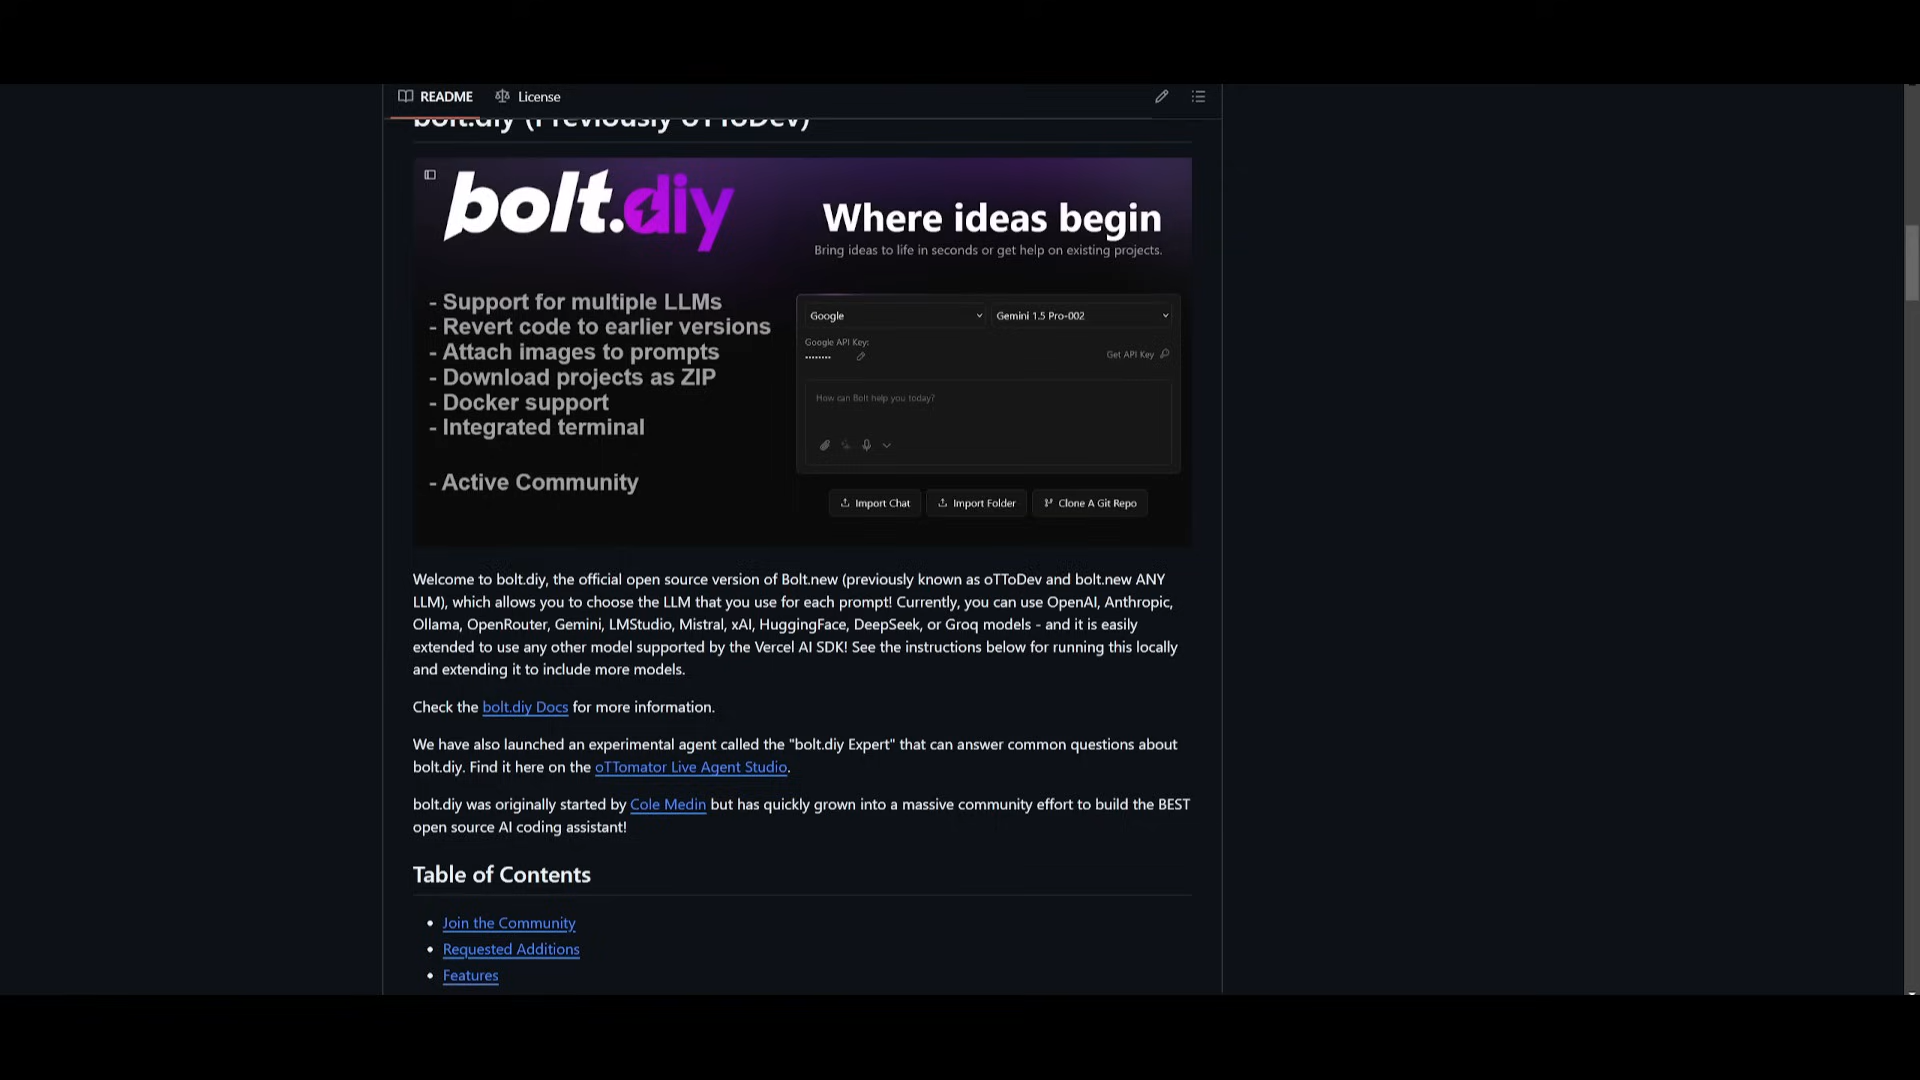 README
License
bolt.diy (Previously oTToDev)
bolt.diy
Where ideas begin
Bring ideas to life in seconds or get help on existing projects.
- Support for multiple LLMs
- Revert code to earlier versions
- Attach images to prompts
- Download projects as ZIP
- Docker support
- Integrated terminal
- Active Community
Google
Gemini 1.5 Pro-002
Google API Key:
••••••••
Get API Key
How can Bolt help you today?
Import Chat
Import Folder
Clone A Git Repo
Welcome to bolt.diy, the official open source version of Bolt.new (previously known as oTToDev and bolt.new ANY
LLM), which allows you to choose the LLM that you use for each prompt! Currently, you can use OpenAI, Anthropic,
Ollama, OpenRouter, Gemini, LMStudio, Mistral, xAI, HuggingFace, DeepSeek, or Groq models - and it is easily
extended to use any other model supported by the Vercel AI SDK! See the instructions below for running this locally
and extending it to include more models.
Check the bolt.diy Docs for more information.
We have also launched an experimental agent called the "bolt.diy Expert" that can answer common questions about
bolt.diy. Find it here on the oTTomator Live Agent Studio.
bolt.diy was originally started by Cole Medin but has quickly grown into a massive community effort to build the BEST
open source AI coding assistant!
Table of Contents
• Join the Community
• Requested Additions
• Features